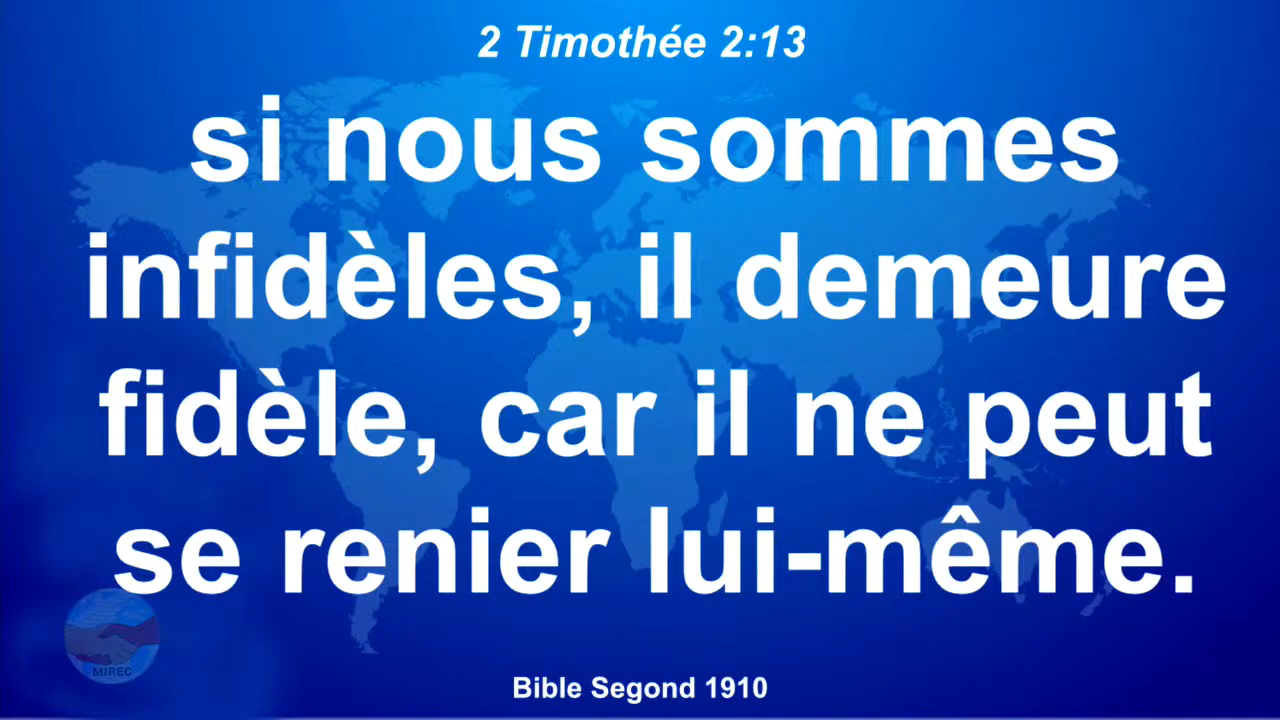 2 Timothée 2:13
si nous sommes
infidèles, il demeure
fidèle, car il ne peut
se renier lui-même.
MIREC
Bible Segond 1910